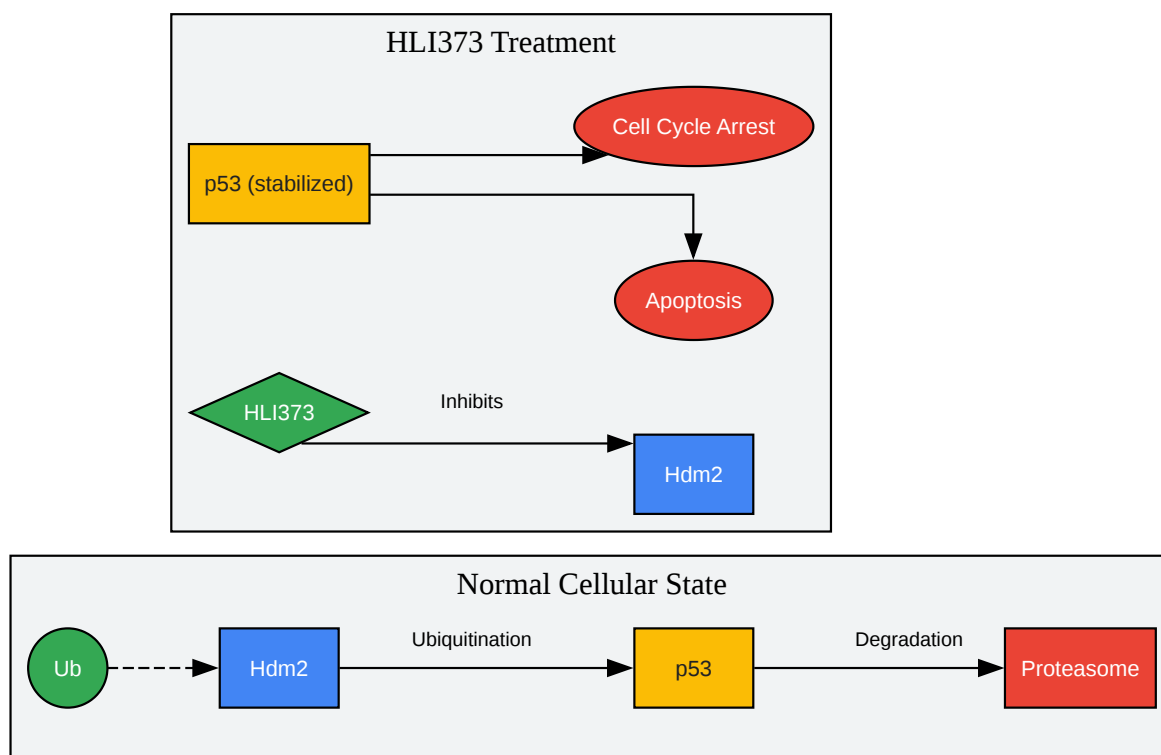 HLI373 Treatment
Cell Cycle Arrest
p53 (stabilized)
Apoptosis
HLI373
Inhibits
Hdm2
Normal Cellular State
Ub
Hdm2
Ubiquitination
p53
Degradation
Proteasome